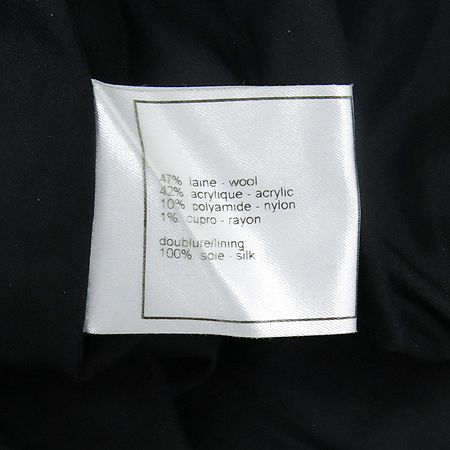 47% laine - wool
42% acrylique - acrylic
10% polyamide - nylon
1% cupro - rayon
doublure/lining
100% soie - silk